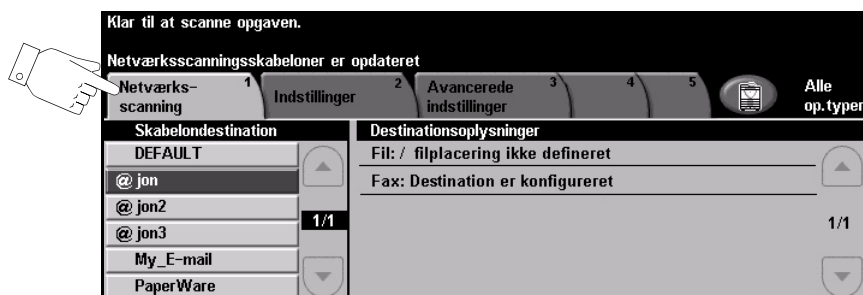 Klar til at scanne opgaven.
Netværksscanningsskabeloner er opdateret
Netværks-
scanning
1
Indstillinger
2
Avancerede
indstillinger
3
4
5
Alle
op.typer
Skabelondestination
Destinationsoplysninger
DEFAULT
@ jon
@ jon2
@ jon3
My_E-mail
PaperWare
1/1
Fil: / filplacering ikke defineret
Fax: Destination er konfigureret
1/1